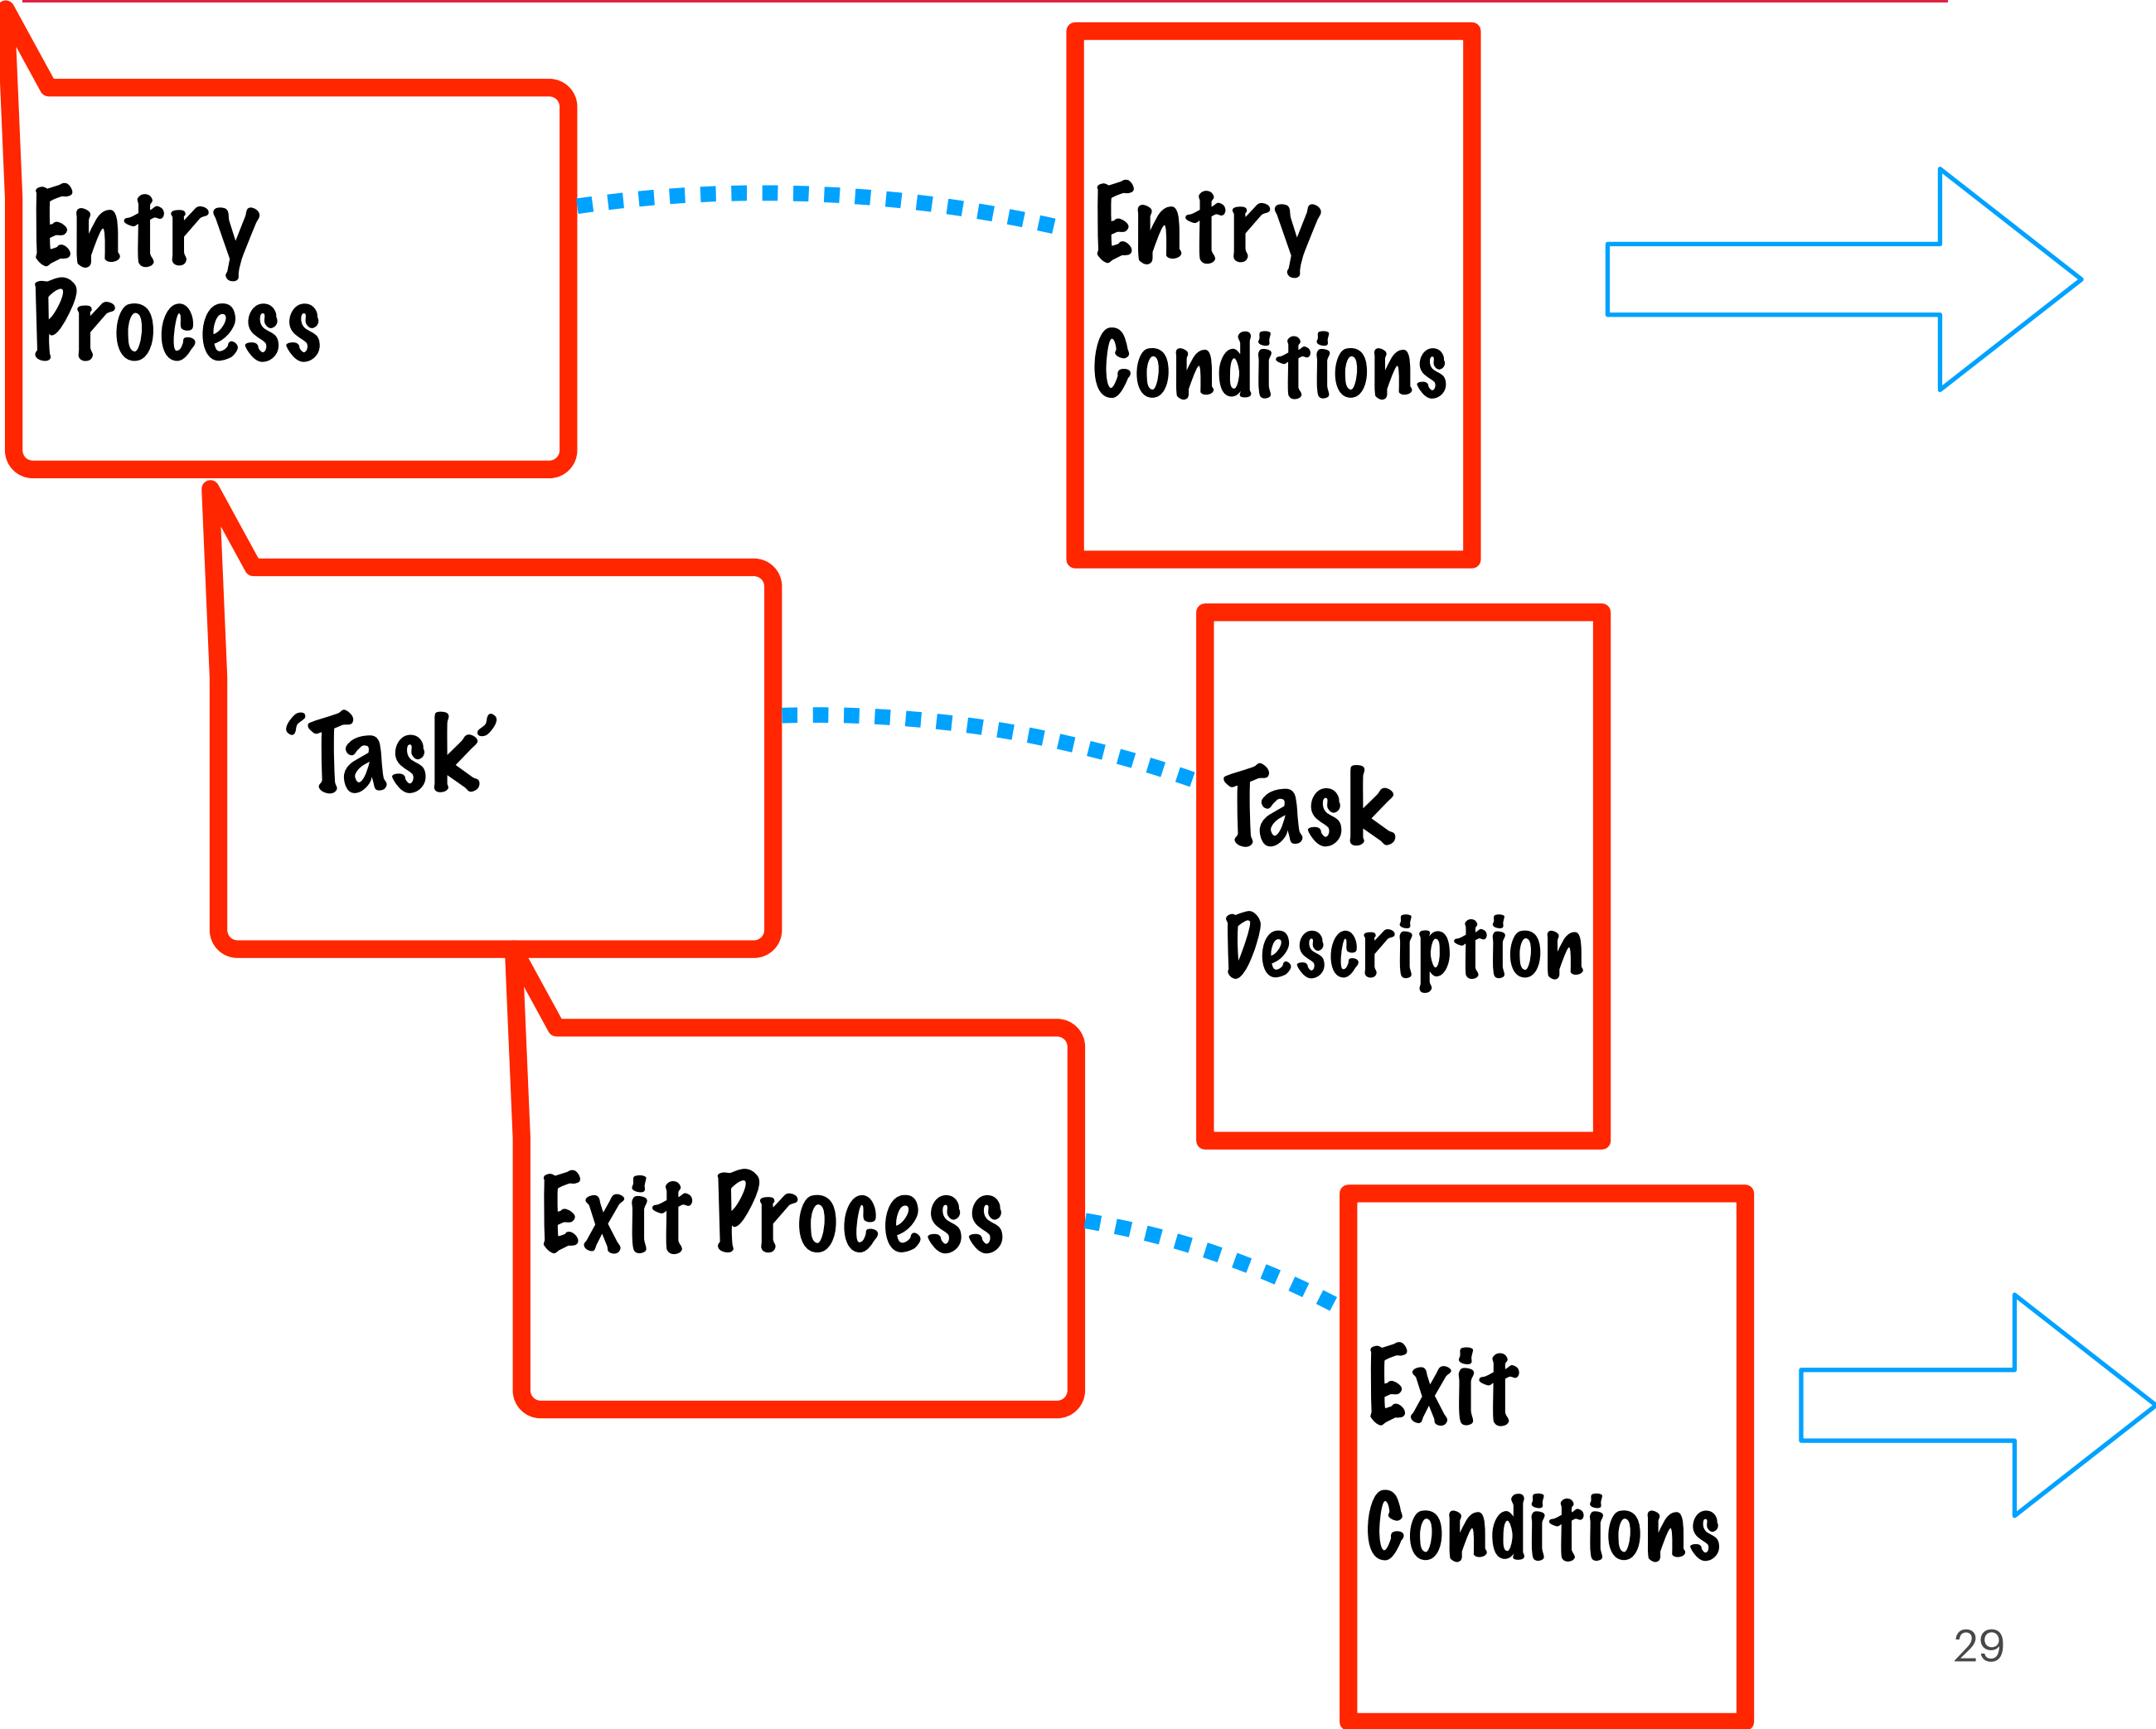 Entry
Process
Entry
Conditions
‘Task’
Task
Description
Exit Process
Exit
Conditions
29